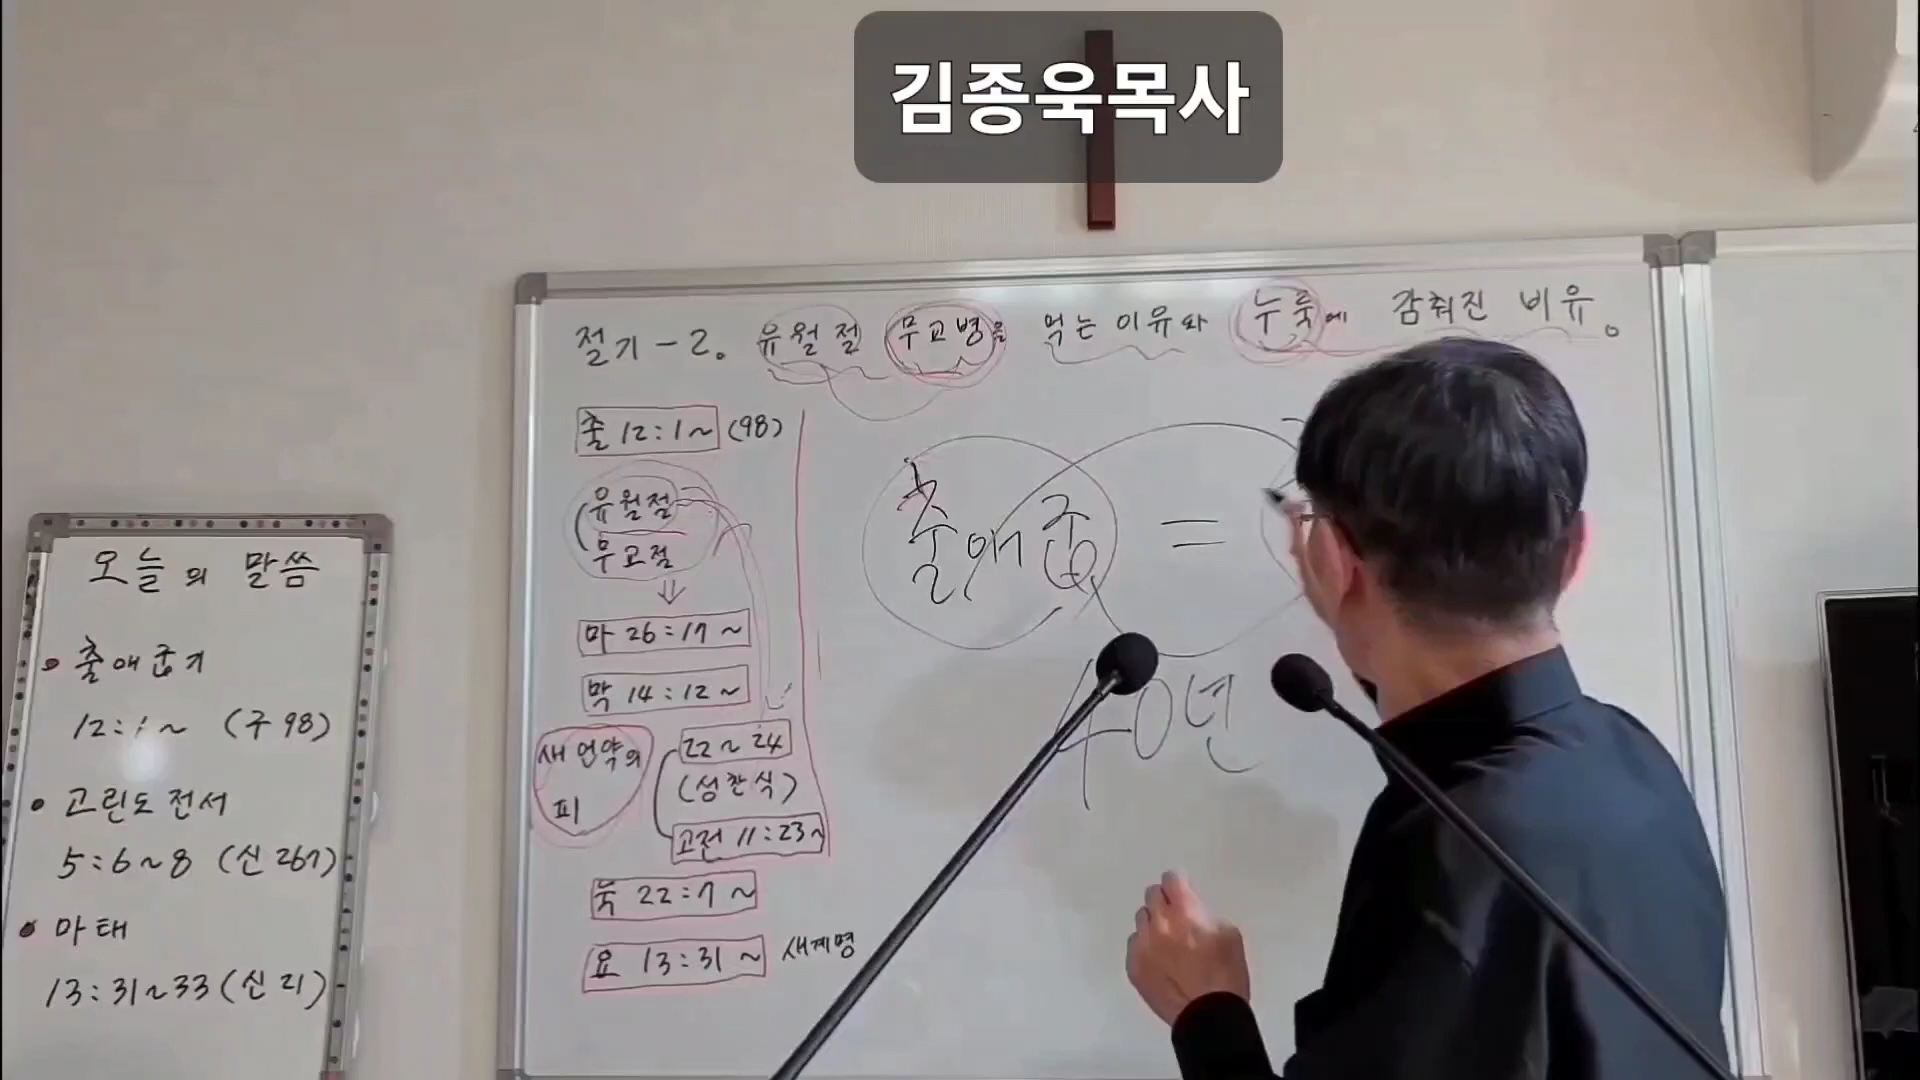 김종욱목사
절기-2. 유월절 무교병을 먹는 이유와 누룩에 감춰진 비유.
출 12:1~ (98)
유월절
무교절
마 26:17~
막 14:12~
22~24
(성찬식)
새 언약의
피
고전 11:23~
눅 22:7~
요 13:31~ 새계명
출애굽 =
40년
오늘의 말씀
• 출애굽기
12:1~ (구 98)
• 고린도전서
5:6~8 (신 267)
• 마태
13:31~33 (신 21)